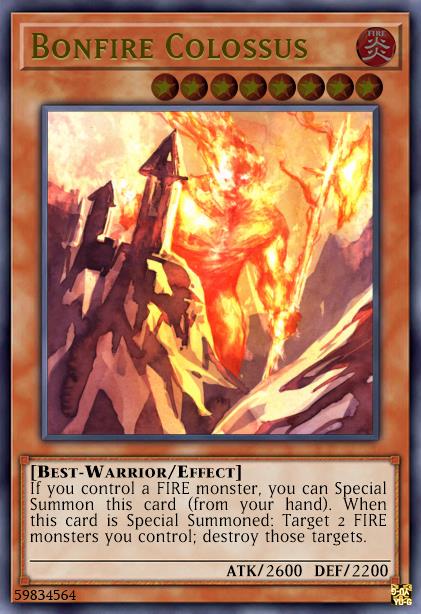 Bonfire Colossus
FIRE
炎
[Best-Warrior/Effect]
If you control a FIRE monster, you can Special
Summon this card (from your hand). When
this card is Special Summoned: Target 2 FIRE
monsters you control; destroy those targets.
ATK/2600 DEF/2200
59834564